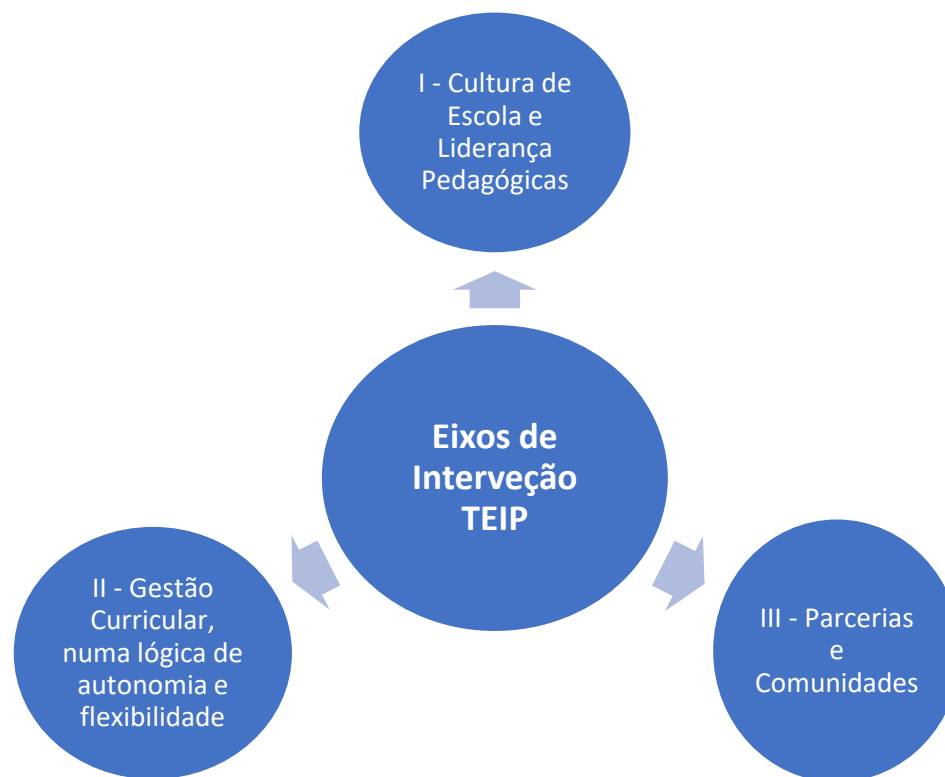 I - Cultura de
Escola e
Liderança
Pedagógicas
Eixos de
Interveção
TEIP
II - Gestão
Curricular,
numa lógica de
autonomia e
flexibilidade
III - Parcerias
e
Comunidades